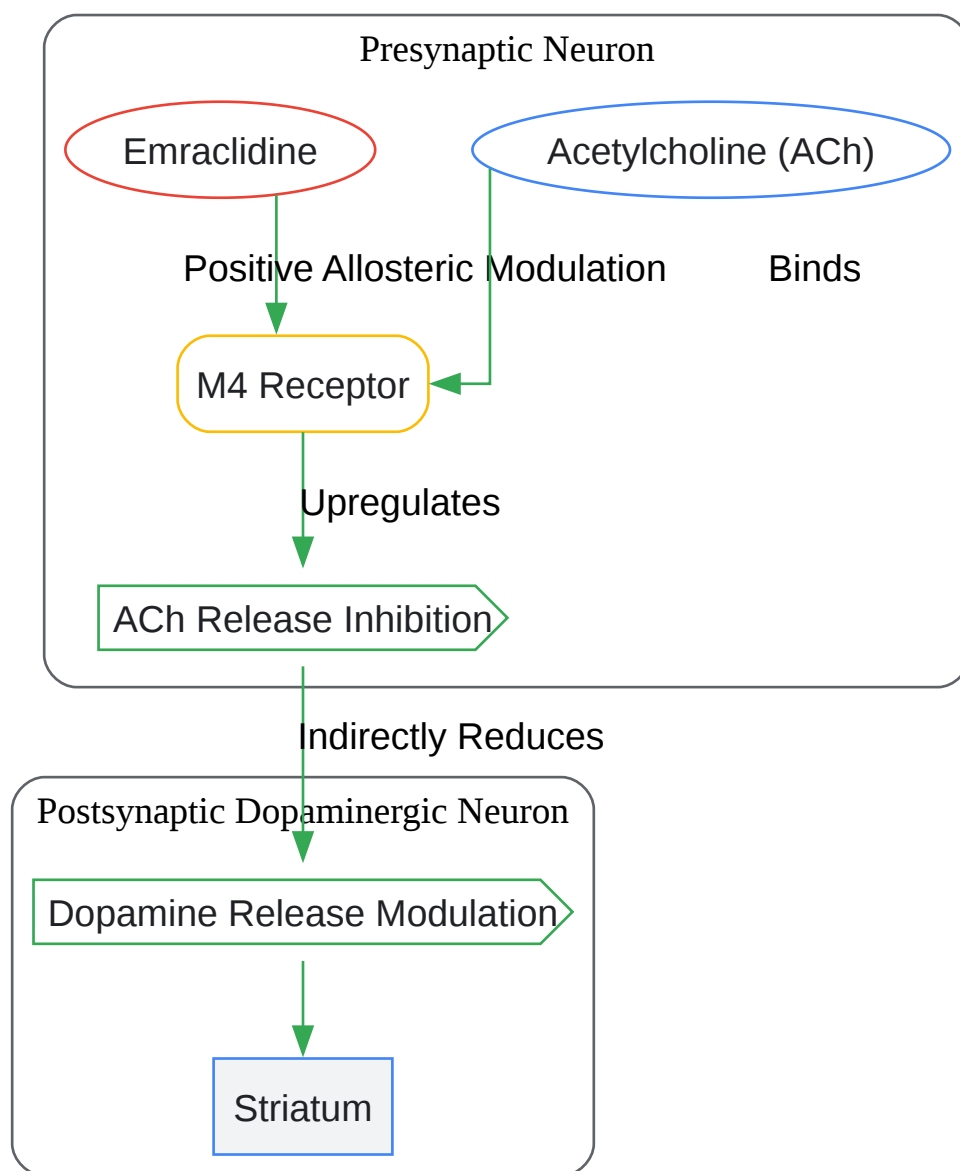 Presynaptic Neuron
Emraclidine
Acetylcholine (ACh)
Positive Allosteric Modulation
Binds
M4 Receptor
Upregulates
ACh Release Inhibition
Indirectly Reduces
Postsynaptic Dopaminergic Neuron
Dopamine Release Modulation
Striatum